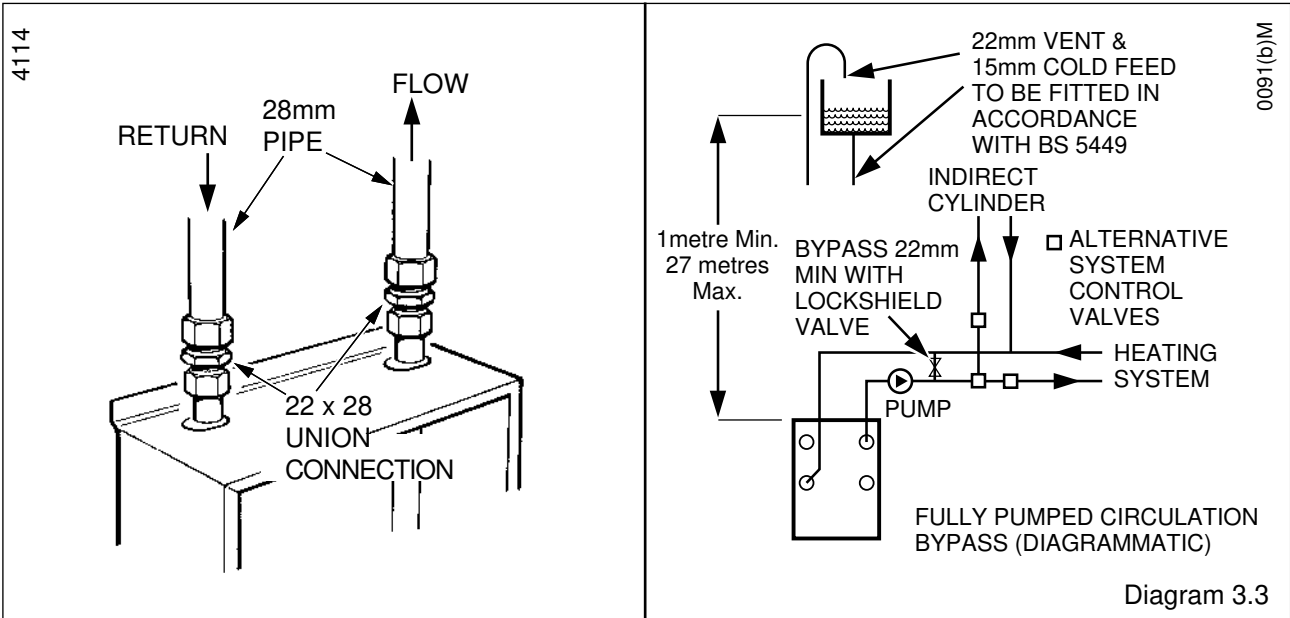 4114
FLOW
28mm
PIPE
RETURN
22 x 28
UNION
CONNECTION
0091(b)M
22mm VENT &
15mm COLD FEED
TO BE FITTED IN
ACCORDANCE
WITH BS 5449
INDIRECT
CYLINDER
1metre Min.
27 metres
Max.
BYPASS 22mm
MIN WITH
LOCKSHIELD
VALVE
ALTERNATIVE
SYSTEM
CONTROL
VALVES
HEATING
SYSTEM
PUMP
FULLY PUMPED CIRCULATION
BYPASS (DIAGRAMMATIC)
Diagram 3.3